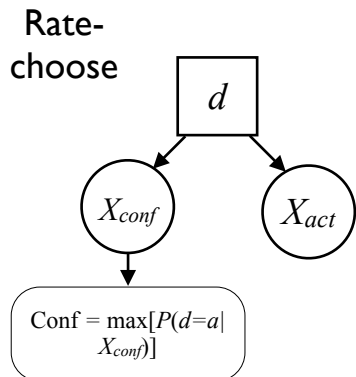 Rate-
choose
d
X_conf
X_act
Conf = max[P(d=a|
X_conf)]